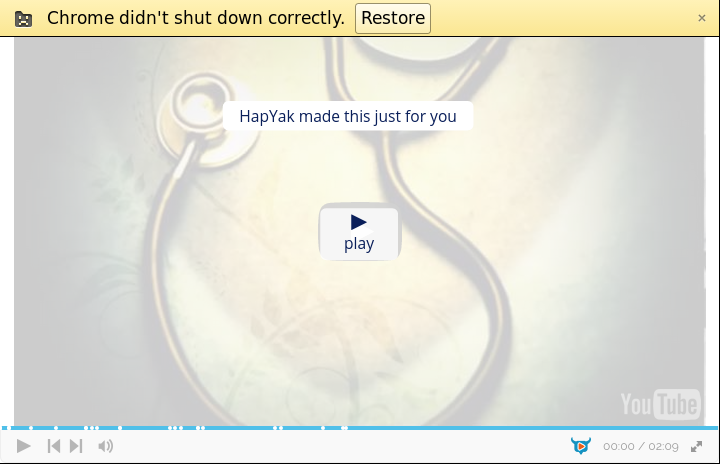 Chrome didn't shut down correctly. Restore ×
HapYak made this just for you
play
YouTube
00:00 / 02:09